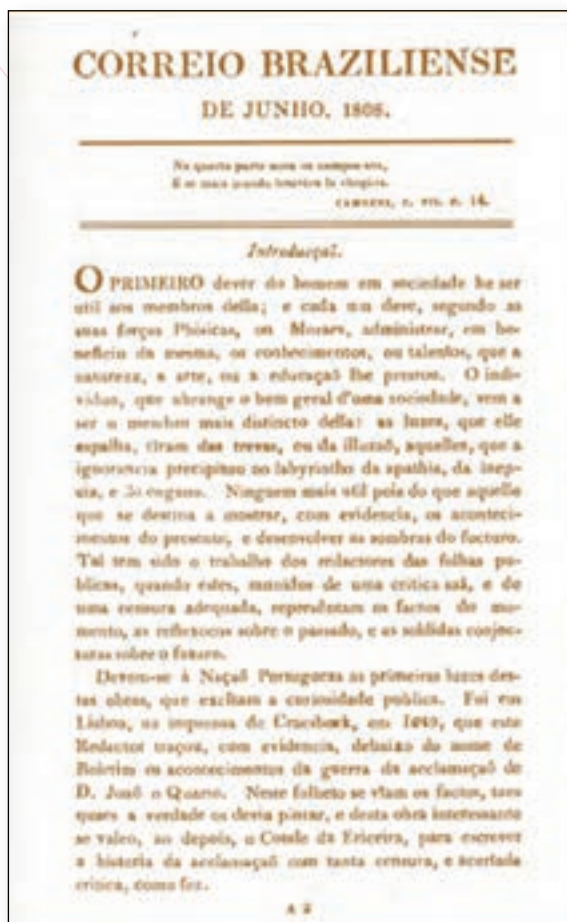 CORREIO BRAZILIENSE
DE JUNHO, 1808.
Na quarta parte nova os campos ara,
E se mais mundo houvéra la chegára.
CAMOENS, C. VII. e. 14.
Introducçaõ.
O PRIMEIRO dever do homem em sociedade he ser
util aos membros della; e cada um deve, segundo as
suas forças Phisicas, ou Moraes, administrar, em be-
neficio da mesma, os conhecimentos, ou talentos, que a
natureza, a arte, ou a educaçaõ lhe prestou. O indi-
viduo, que abrange o bem geral d'uma sociedade, vem a
ser o membro mais distincto della: as luzes, que elle
espalha, tiram das trevas, ou da illuzaõ, aquelles, que a
ignorancia precipitou no labyrintho da apathia, da inep-
cia, e do engano. Ninguem mais util pois do que aquelle
que se destina a mostrar, com evidencia, os aconteci-
mentos do presente, e desenvolver as sombras do fucturo.
Tal tem sido o trabalho dos redactores das folhas pu-
blicas, quando estes, munidos de uma critica saã, e de
uma censura adequada, reprezentam os factos do mo-
mento, as reflexoens sobre o passado, e as soldidas conjec-
turas sobre o futuro.
Devem-se à Naçaõ Portugueza as primeiras luzes des-
tas obras, que excitam a curiosidade publica. Foi em
Lisboa, na imprensa de Craesbeck, em 1649, que este
Redactor traçou, com evidencia, debaixo do nome de
Boletim os acontecimentos da guerra da acclamaçaõ de
D. Joaõ o Quarto. Neste folheto se viam os factos, taes
quaes a verdade os devia pintar, e desta obra interessante
se valeo, ao depois, o Conde da Ericeira, para escrever
a historia da acclamaçaõ com tanta censura, e acertada
critica, como fez.
A 2